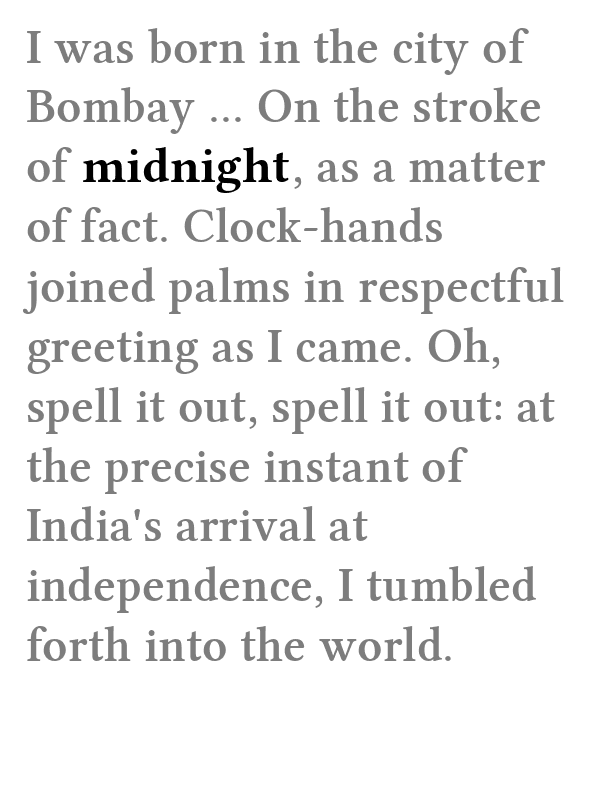 I was born in the city of
Bombay ... On the stroke
of midnight, as a matter
of fact. Clock-hands
joined palms in respectful
greeting as I came. Oh,
spell it out, spell it out: at
the precise instant of
India's arrival at
independence, I tumbled
forth into the world.